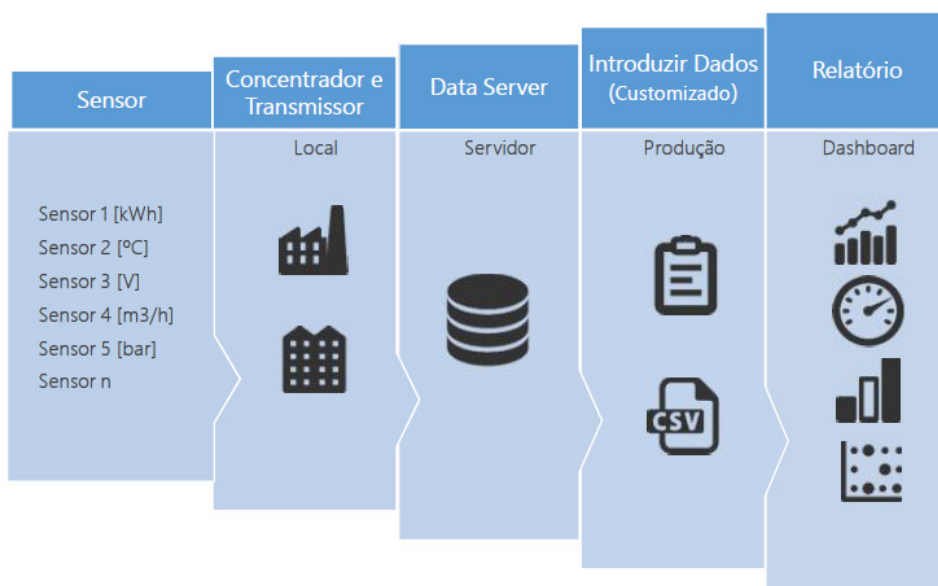 Sensor
Concentrador e
Transmissor
Data Server
Introduzir Dados
(Customizado)
Relatório
Local
Servidor
Produção
Dashboard
Sensor 1 [kWh]
Sensor 2 [ºC]
Sensor 3 [V]
Sensor 4 [m3/h]
Sensor 5 [bar]
Sensor n
CSV